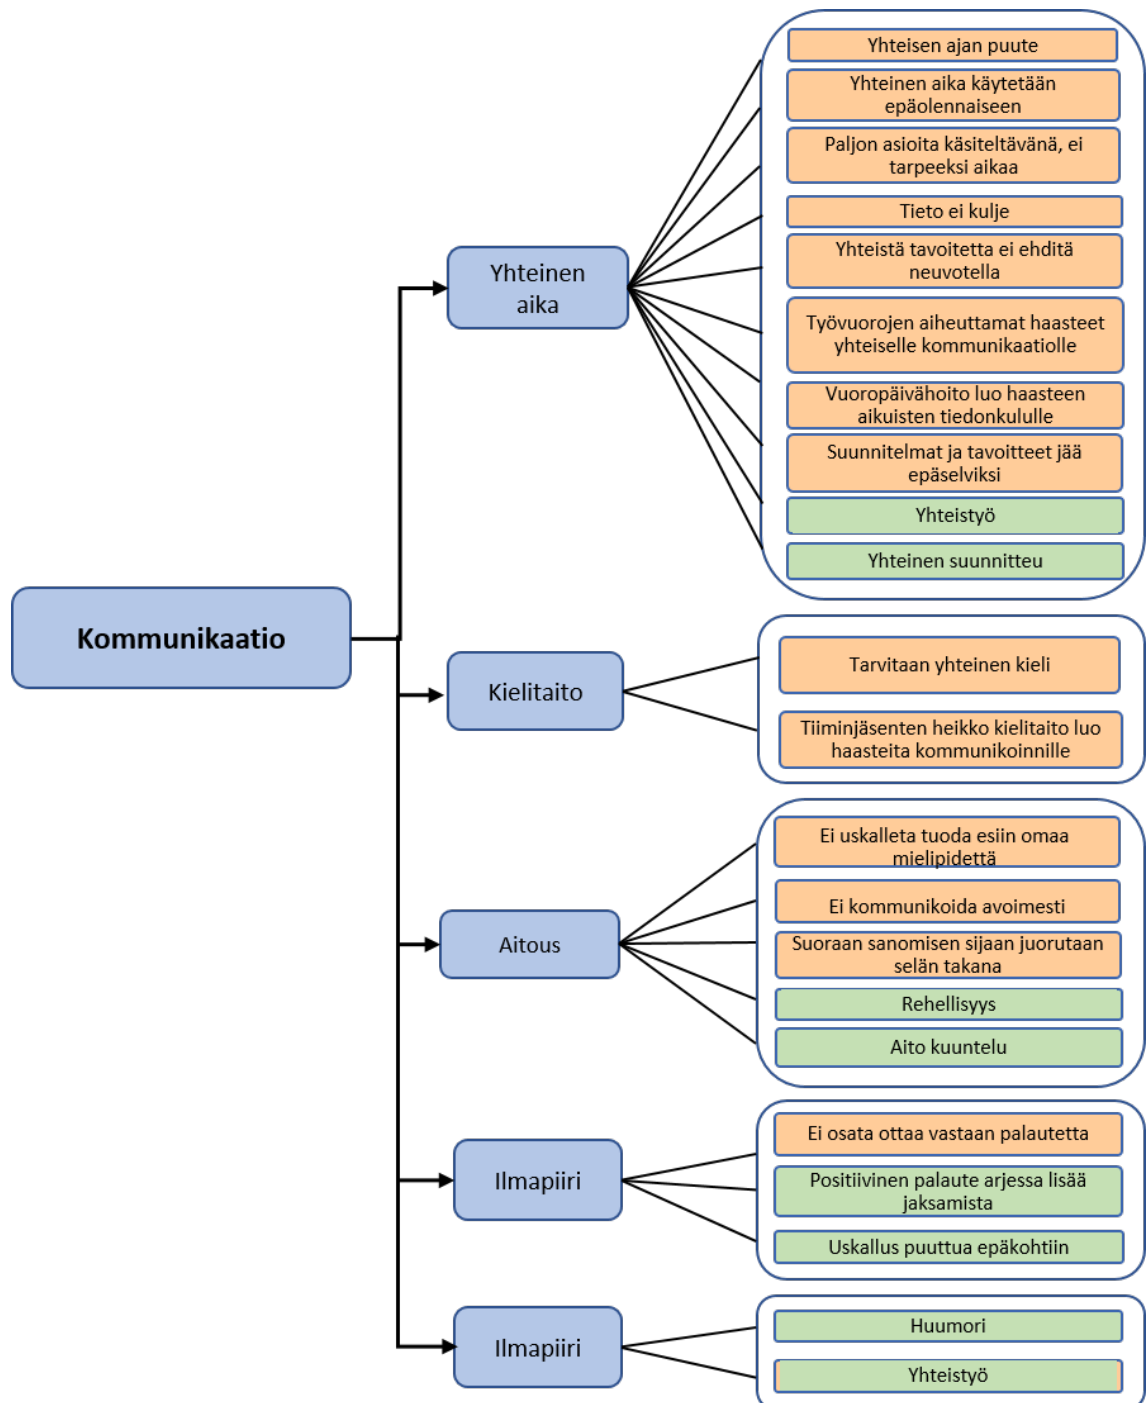 Kommunikaatio
Yhteinen
aika
Yhteisen ajan puute
Yhteinen aika käytetään
epäolennaiseen
Paljon asioita käsiteltävänä, ei
tarpeeksi aikaa
Tieto ei kulje
Yhteistä tavoitetta ei ehditä
neuvotella
Työvuorojen aiheuttamat haasteet
yhteiselle kommunikaatiolle
Vuoropäivähoito luo haasteen
aikuisten tiedonkululle
Suunnitelmat ja tavoitteet jää
epäselviksi
Yhteistyö
Yhteinen suunnitteu
Kielitaito
Tarvitaan yhteinen kieli
Tiiminjäsenten heikko kielitaito luo
haasteita kommunikoinnille
Aitous
Ei uskalleta tuoda esiin omaa
mielipidettä
Ei kommunikoida avoimesti
Suoraan sanomisen sijaan juorutaan
selän takana
Rehellisyys
Aito kuuntelu
Ilmapiiri
Ei osata ottaa vastaan palautetta
Positiivinen palaute arjessa lisää
jaksamista
Uskallus puuttua epäkohtiin
Ilmapiiri
Huumori
Yhteistyö